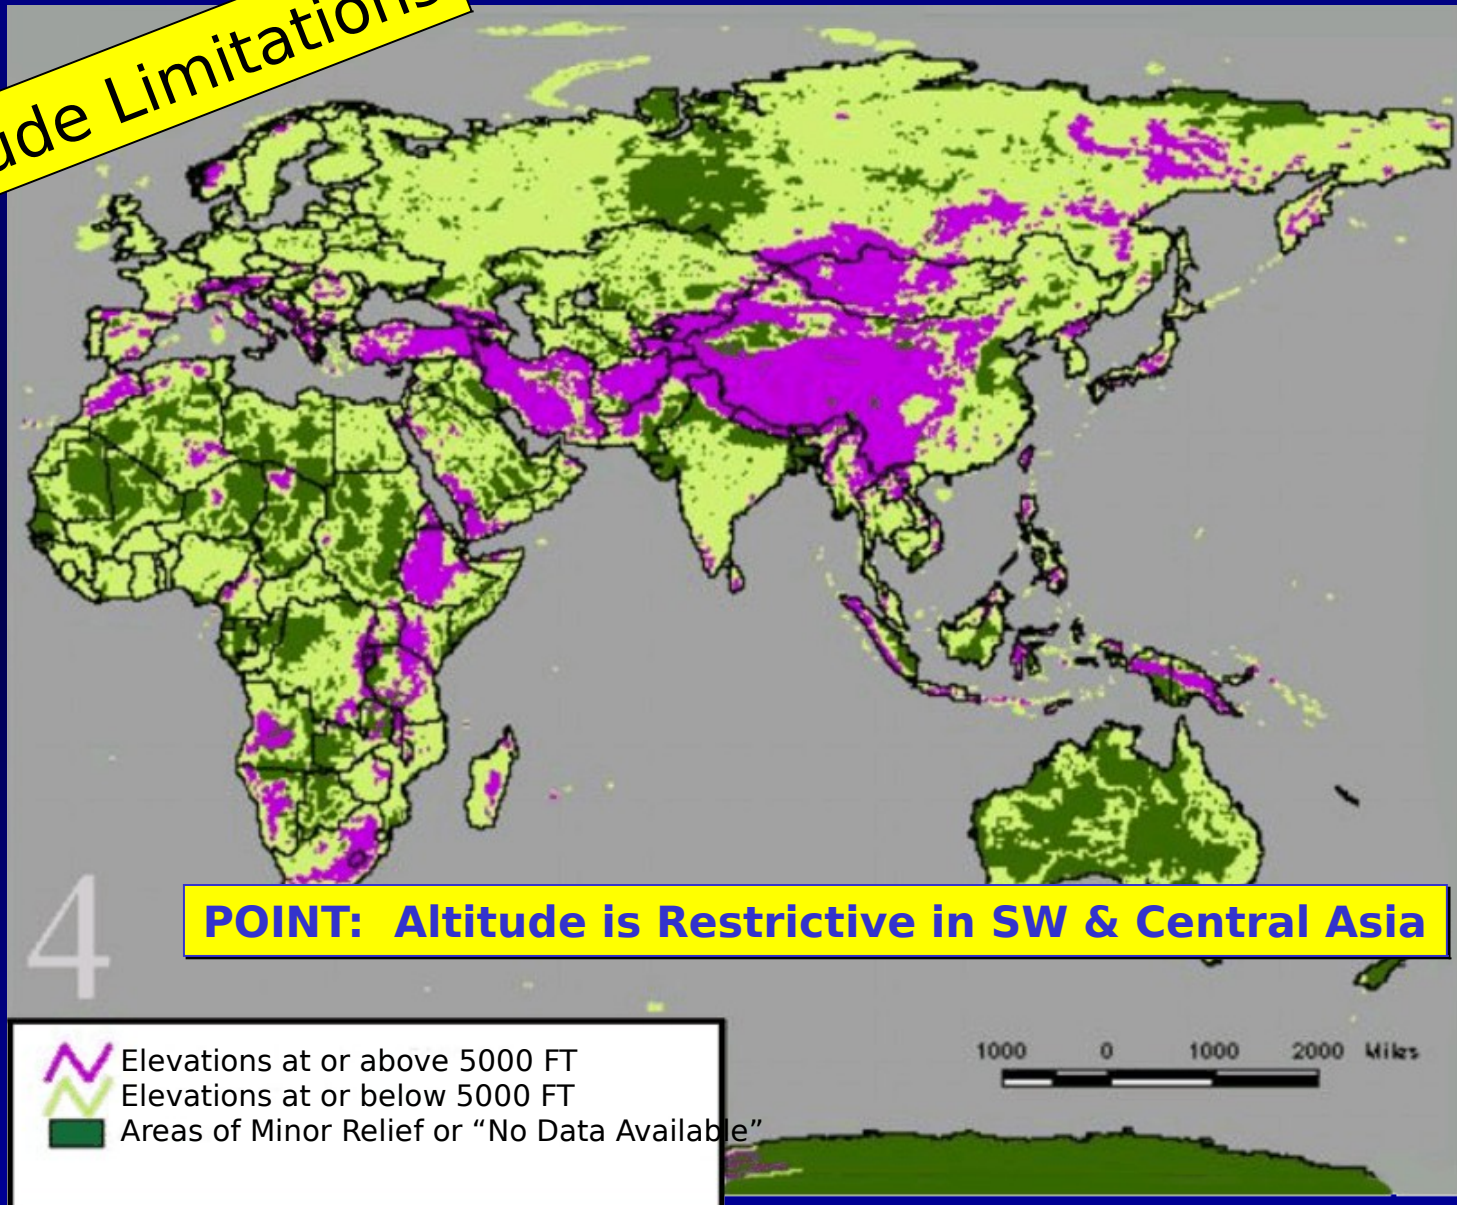 ude Limitations
4
POINT: Altitude is Restrictive in SW & Central Asia
Elevations at or above 5000 FT
Elevations at or below 5000 FT
Areas of Minor Relief or “No Data Available”
1000 0 1000 2000 Miles